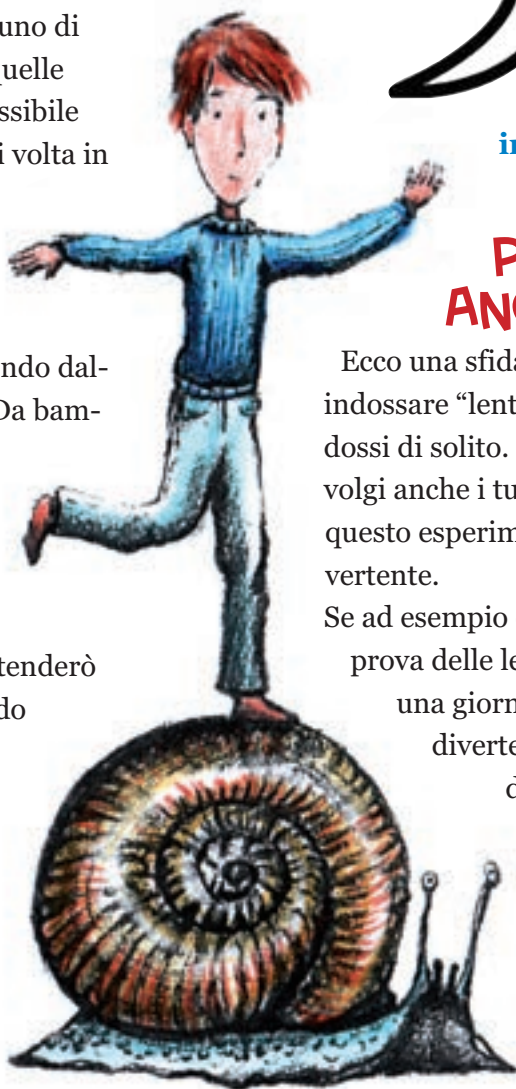 uno di
quelle
ssibile
i volta in
ndo dal-
Da bam-
tenderò
do
in
P
ANC
Ecco una sfida
indossare “lent
dossi di solito.
volgi anche i tu
questo esperim
vertente.
Se ad esempio
prova delle le
una giorn
diverte
d